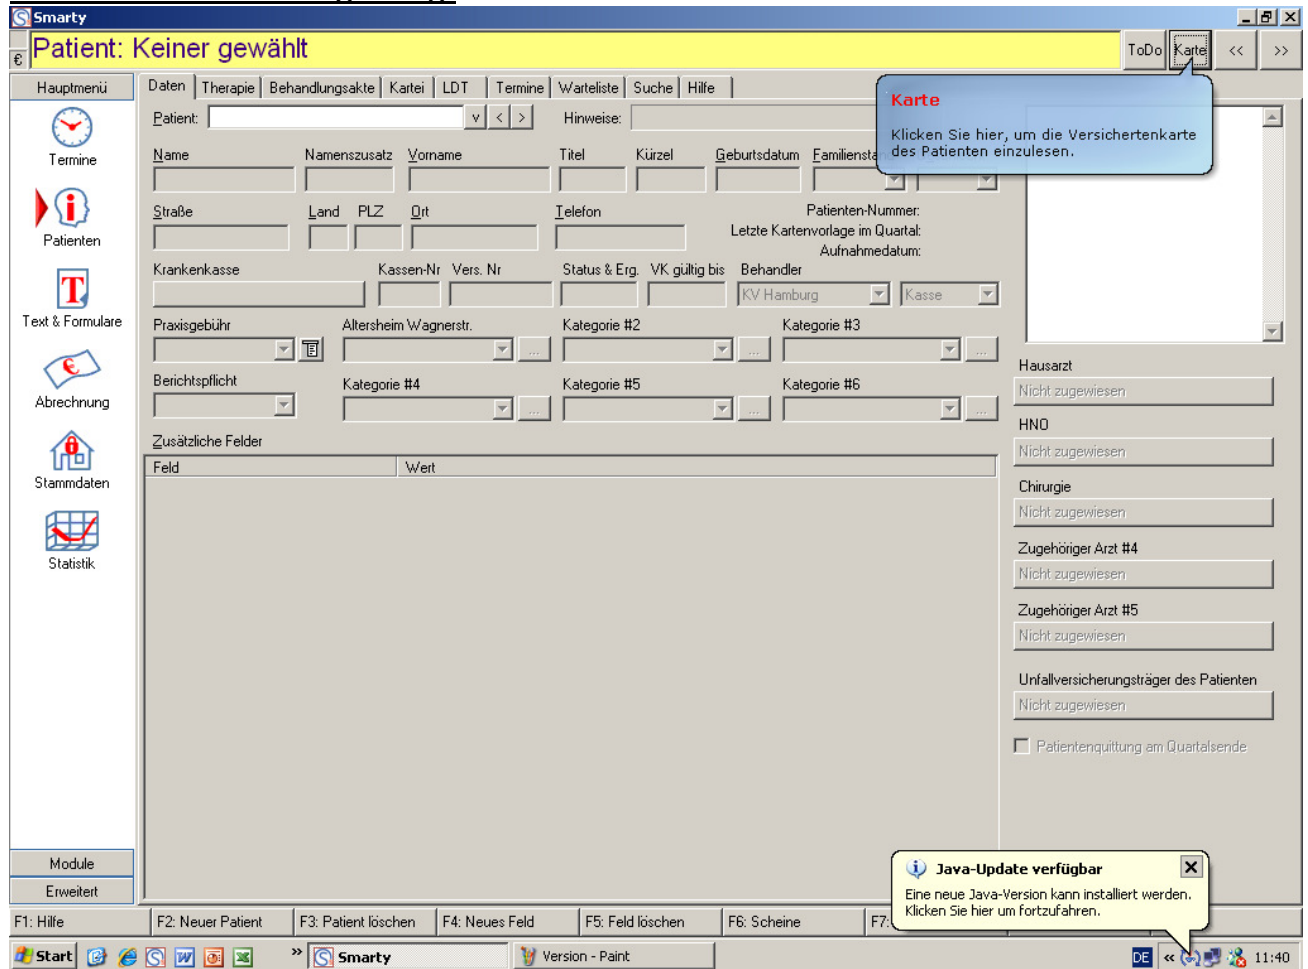 Smarty
€ Patient: Keiner gewählt ToDo Karte << >>
Hauptmenü
Termine
Patienten
Text & Formulare
Abrechnung
Stammdaten
Statistik
Module
Erweitert
Daten Therapie Behandlungsakte Kartei LDT Termine Warteliste Suche Hilfe
Karte
Klicken Sie hier, um die Versichertenkarte
des Patienten einzulesen.
Patient: v < > Hinweise:
Name Namenszusatz Vorname Titel Kürzel Geburtsdatum
Straße Land PLZ Ort Telefon Patienten-Nummer:
Letzte Kartenvorlage im Quartal:
Aufnahmedatum:
Krankenkasse Kassen-Nr Vers. Nr Status & Erg. VK gültig bis Behandler
KV Hamburg Kasse
Praxisgebühr Altersheim Wagnerstr. Kategorie #2 Kategorie #3
... ... ...
Berichtspflicht Kategorie #4 Kategorie #5 Kategorie #6
... ... ...
Zusätzliche Felder
Feld Wert
Hausarzt
Nicht zugewiesen
HNO
Nicht zugewiesen
Chirurgie
Nicht zugewiesen
Zugehöriger Arzt #4
Nicht zugewiesen
Zugehöriger Arzt #5
Nicht zugewiesen
Unfallversicherungsträger des Patienten
Nicht zugewiesen
Patientenquittung am Quartalsende
Java-Update verfügbar
Eine neue Java-Version kann installiert werden.
Klicken Sie hier um fortzufahren.
F1: Hilfe F2: Neuer Patient F3: Patient löschen F4: Neues Feld F5: Feld löschen F6: Scheine F7:
Start » Smarty Version - Paint DE « 11:40